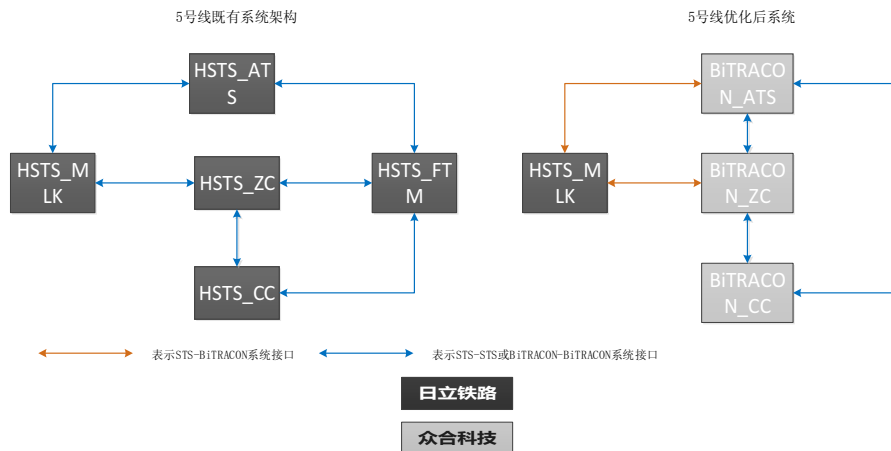 5号线既有系统架构
5号线优化后系统
HSTS_AT
S
BiTRACO
N_ATS
HSTS_M
LK
HSTS_ZC
HSTS_FT
M
HSTS_M
LK
BiTRACO
N_ZC
HSTS_CC
BiTRACO
N_CC
表示STS-BiTRACON系统接口
表示STS-STS或BiTRACON-BiTRACON系统接口
日立铁路
众合科技